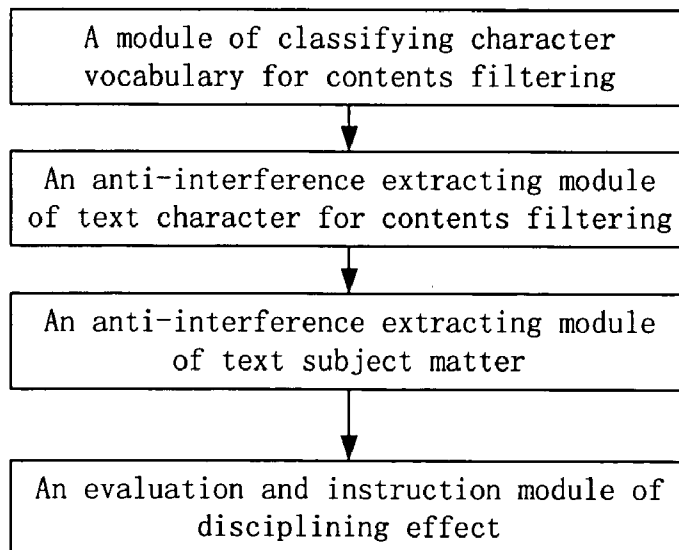 A module of classifying character
vocabulary for contents filtering
An anti-interference extracting module
of text character for contents filtering
An anti-interference extracting module
of text subject matter
An evaluation and instruction module of
disciplining effect